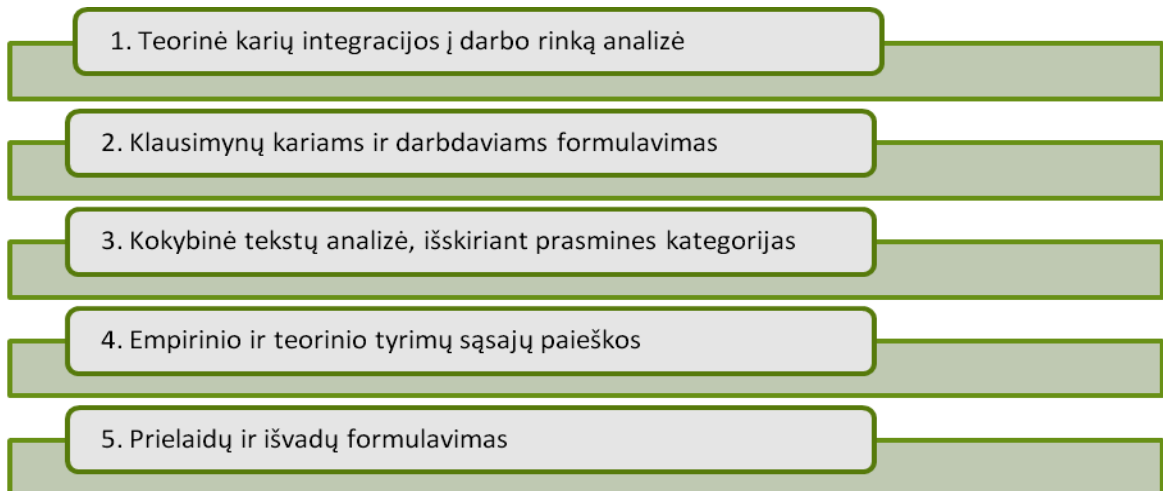 1. Teorinė karių integracijos į darbo rinką analizė
2. Klausimynų kariams ir darbdaviams formulavimas
3. Kokybinė tekstų analizė, išskiriant prasmines kategorijas
4. Empirinio ir teorinio tyrimų sąsajų paieškos
5. Prielaidų ir išvadų formulavimas